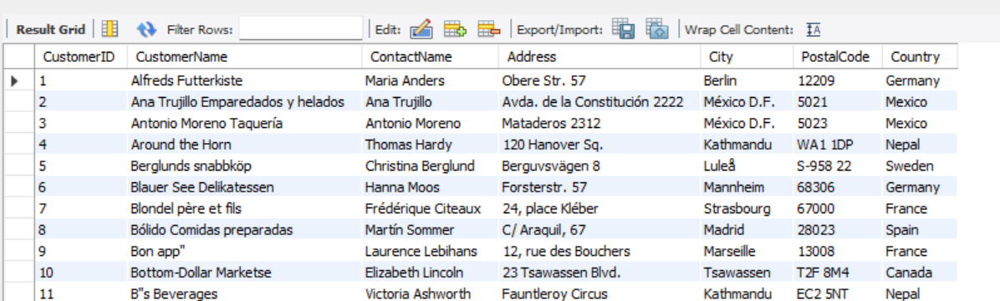 Result Grid Filter Rows: Edit: Export/Import: Wrap Cell Content: IA
CustomerID CustomerName ContactName Address City PostalCode Country
1 Alfreds Futterkiste Maria Anders Obere Str. 57 Berlin 12209 Germany
2 Ana Trujillo Emparedados y helados Ana Trujillo Avda. de la Constitución 2222 México D.F. 5021 Mexico
3 Antonio Moreno Taquería Antonio Moreno Mataderos 2312 México D.F. 5023 Mexico
4 Around the Horn Thomas Hardy 120 Hanover Sq. Kathmandu WA1 1DP Nepal
5 Berglunds snabbköp Christina Berglund Berguvsvägen 8 Luleå S-958 22 Sweden
6 Blauer See Delikatessen Hanna Moos Forsterstr. 57 Mannheim 68306 Germany
7 Blondel père et fils Frédérique Citeaux 24, place Kléber Strasbourg 67000 France
8 Bólido Comidas preparadas Martín Sommer C/ Araquil, 67 Madrid 28023 Spain
9 Bon app" Laurence Lebihans 12, rue des Bouchers Marseille 13008 France
10 Bottom-Dollar Marketse Elizabeth Lincoln 23 Tsawassen Blvd. Tsawassen T2F 8M4 Canada
11 B"s Beverages Victoria Ashworth Fauntleroy Circus Kathmandu EC2 5NT Nepal